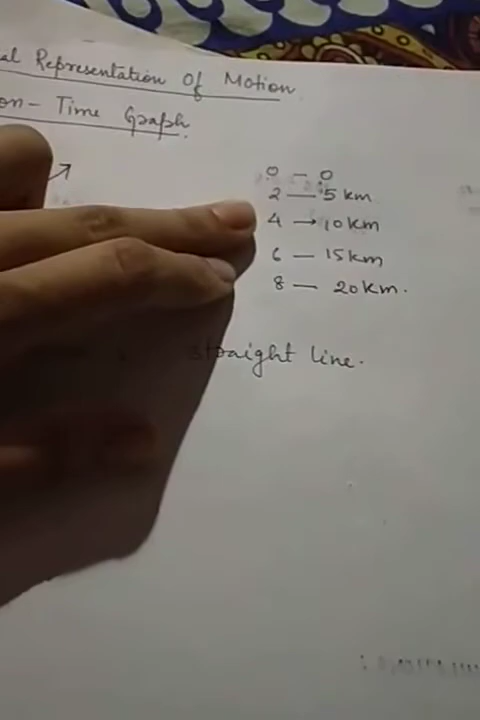 al Representation Of Motion
on- Time Graph
0 — 0
2 — 5 km
4 → 10 km
6 — 15 km
8 — 20 km.
straight line.